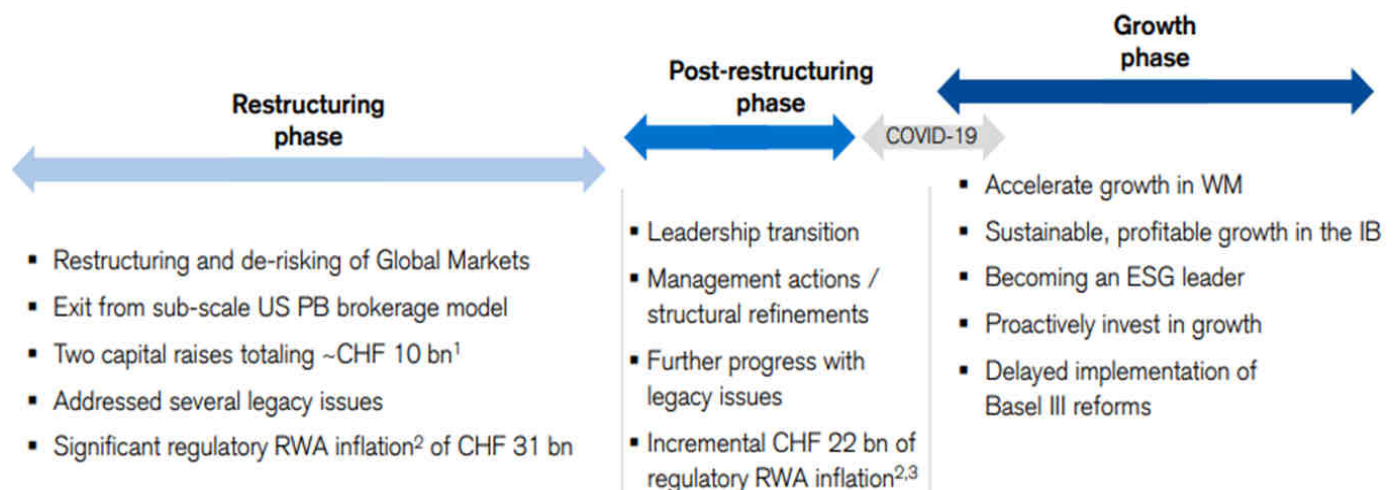 Restructuring
phase
▪ Restructuring and de-risking of Global Markets
▪ Exit from sub-scale US PB brokerage model
▪ Two capital raises totaling ~CHF 10 bn¹
▪ Addressed several legacy issues
▪ Significant regulatory RWA inflation² of CHF 31 bn
Post-restructuring
phase
▪ Leadership transition
▪ Management actions /
structural refinements
▪ Further progress with
legacy issues
▪ Incremental CHF 22 bn of
regulatory RWA inflation²,³
COVID-19
Growth
phase
▪ Accelerate growth in WM
▪ Sustainable, profitable growth in the IB
▪ Becoming an ESG leader
▪ Proactively invest in growth
▪ Delayed implementation of
Basel III reforms